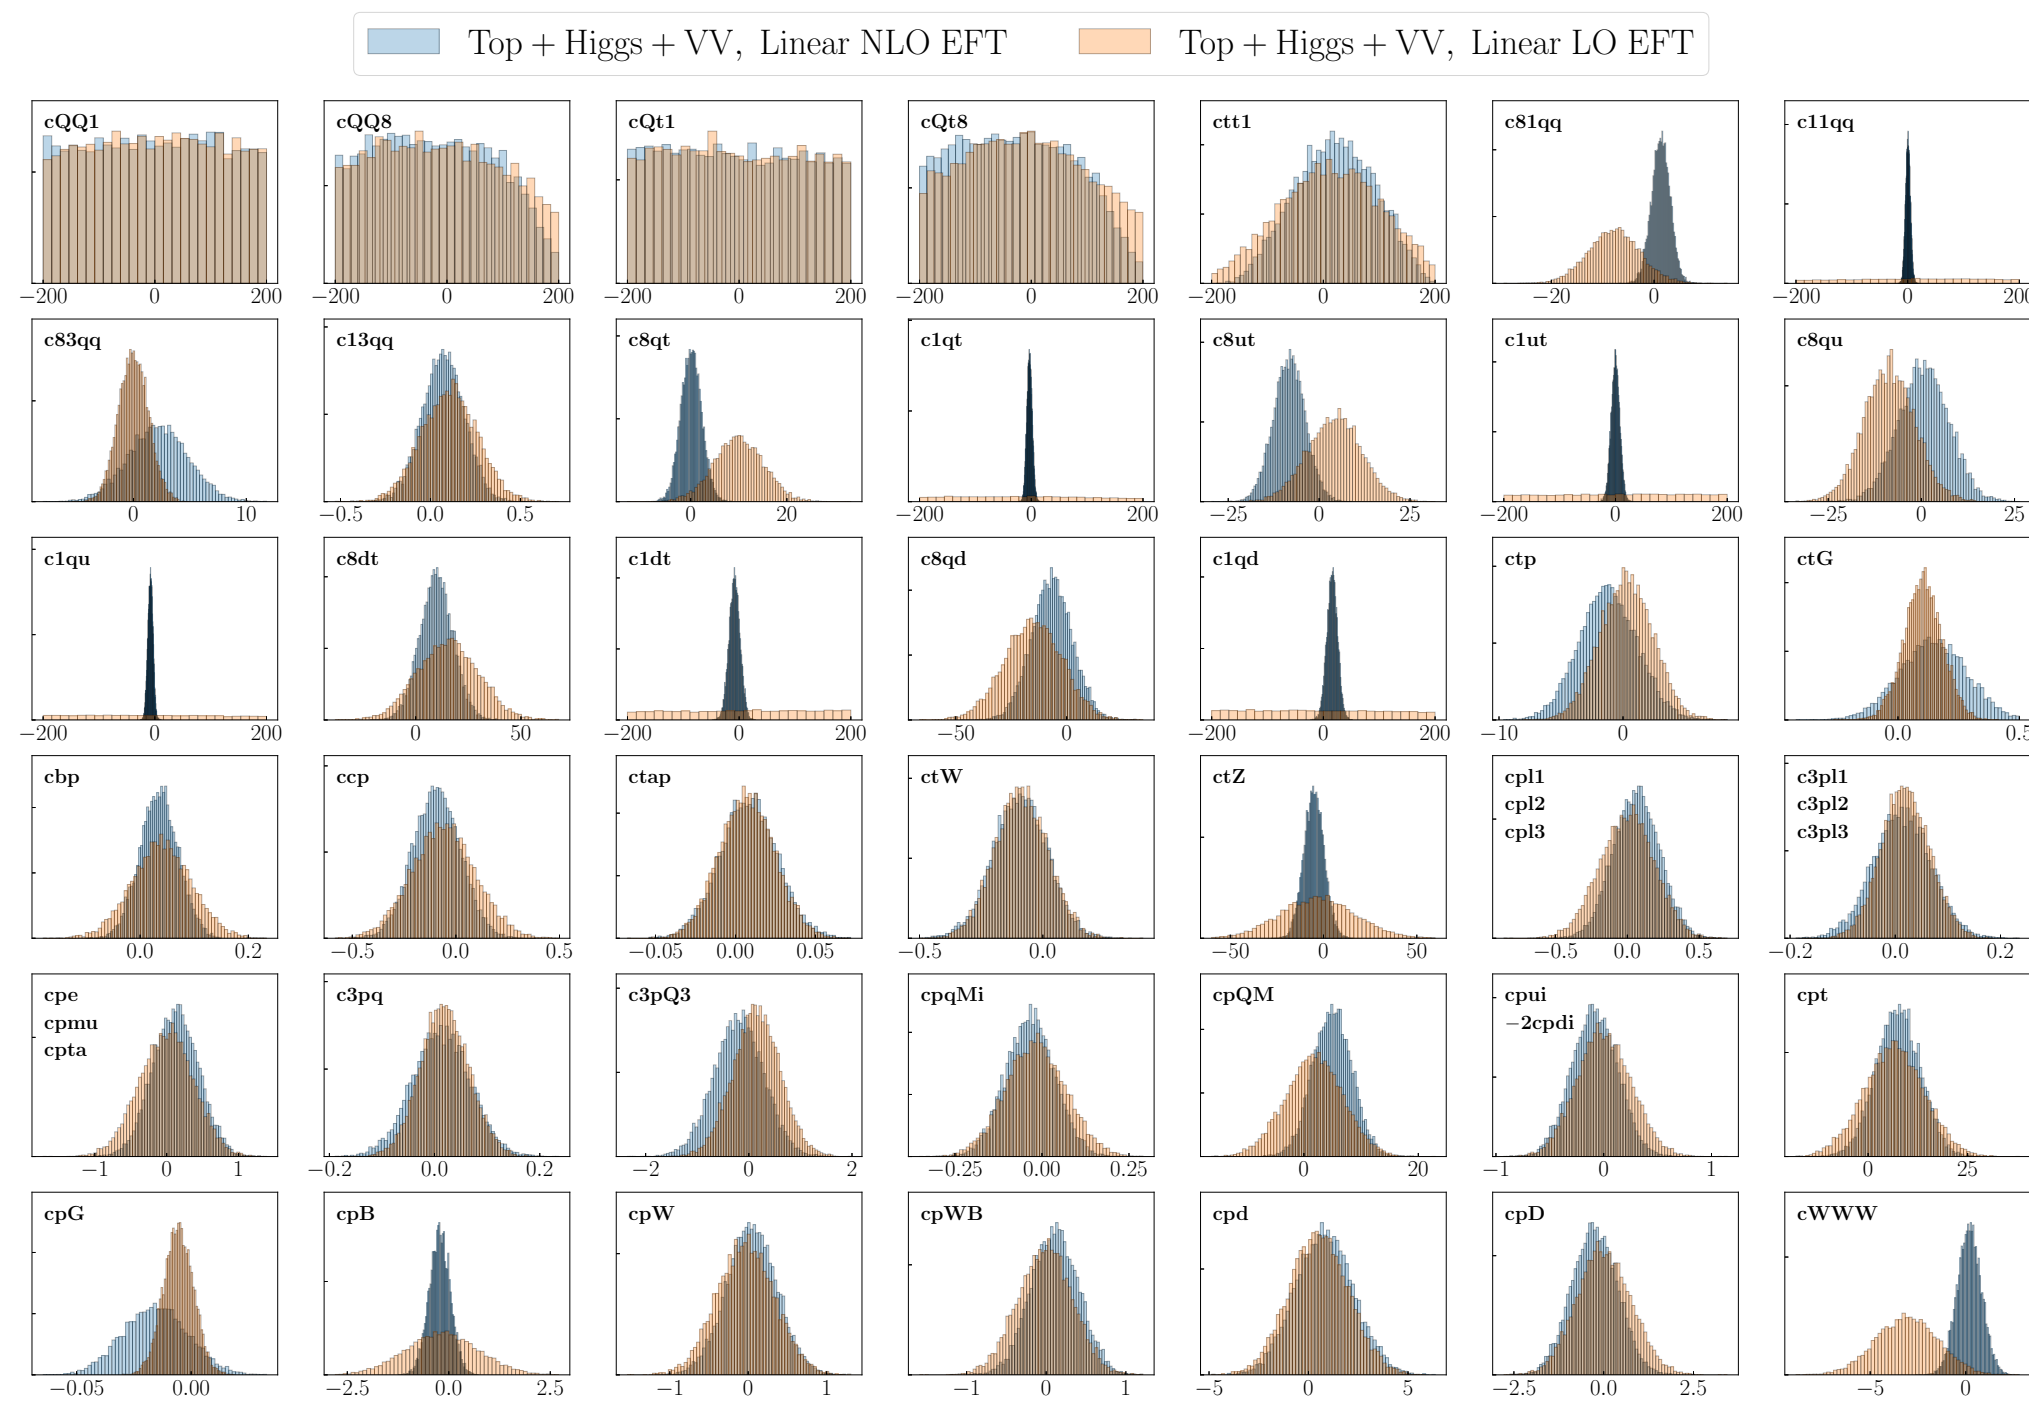 Top + Higgs + VV, Linear NLO EFT Top + Higgs + VV, Linear LO EFT
cQQ1 cQQ8 cQt1 cQt8 ctt1 c81qq c11qq
−200 0 200 −200 0 200 −200 0 200 −200 0 200 −200 0 200 −20 0 −200 0 200
c83qq c13qq c8qt c1qt c8ut c1ut c8qu
0 10 −0.5 0.0 0.5 0 20 −200 0 200 −25 0 25 −200 0 200 −25 0 25
c1qu c8dt c1dt c8qd c1qd ctp ctG
−200 0 200 0 50 −200 0 200 −50 0 −200 0 200 −10 0 0.0 0.5
cbp ccp ctap ctW ctZ cpl1 c3pl1
cpl2 c3pl2
cpl3 c3pl3
0.0 0.2 −0.5 0.0 0.5 −0.05 0.00 0.05 −0.5 0.0 −50 0 50 −0.5 0.0 0.5 −0.2 0.0 0.2
cpe c3pq c3pQ3 cpqMi cpQM cpui cpt
cpmu −2cpdi
cpta
−1 0 1 −0.2 0.0 0.2 −2 0 2 −0.25 0.00 0.25 0 20 −1 0 1 0 25
cpG cpB cpW cpWB cpd cpD cWWW
−0.05 0.00 −2.5 0.0 2.5 −1 0 1 −1 0 1 −5 0 5 −2.5 0.0 2.5 −5 0